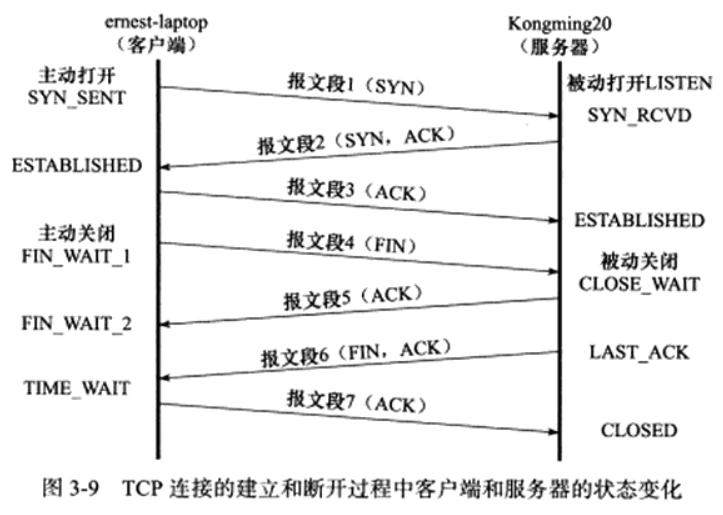 ernest-laptop
(客户端)
Kongming20
(服务器)
主动打开
SYN_SENT
报文段1(SYN)
被动打开LISTEN
SYN_RCVD
报文段2(SYN,ACK)
ESTABLISHED
报文段3(ACK)
ESTABLISHED
主动关闭
FIN_WAIT_1
报文段4(FIN)
被动关闭
CLOSE_WAIT
报文段5(ACK)
FIN_WAIT_2
报文段6(FIN,ACK)
LAST_ACK
TIME_WAIT
报文段7(ACK)
CLOSED
图 3-9 TCP 连接的建立和断开过程中客户端和服务器的状态变化